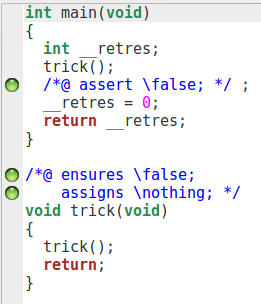 int main(void)
{
  int __retres;
  trick();
  /*@ assert \false; */ ;
  __retres = 0;
  return __retres;
}

/*@ ensures \false;
    assigns \nothing; */
void trick(void)
{
  trick();
  return;
}